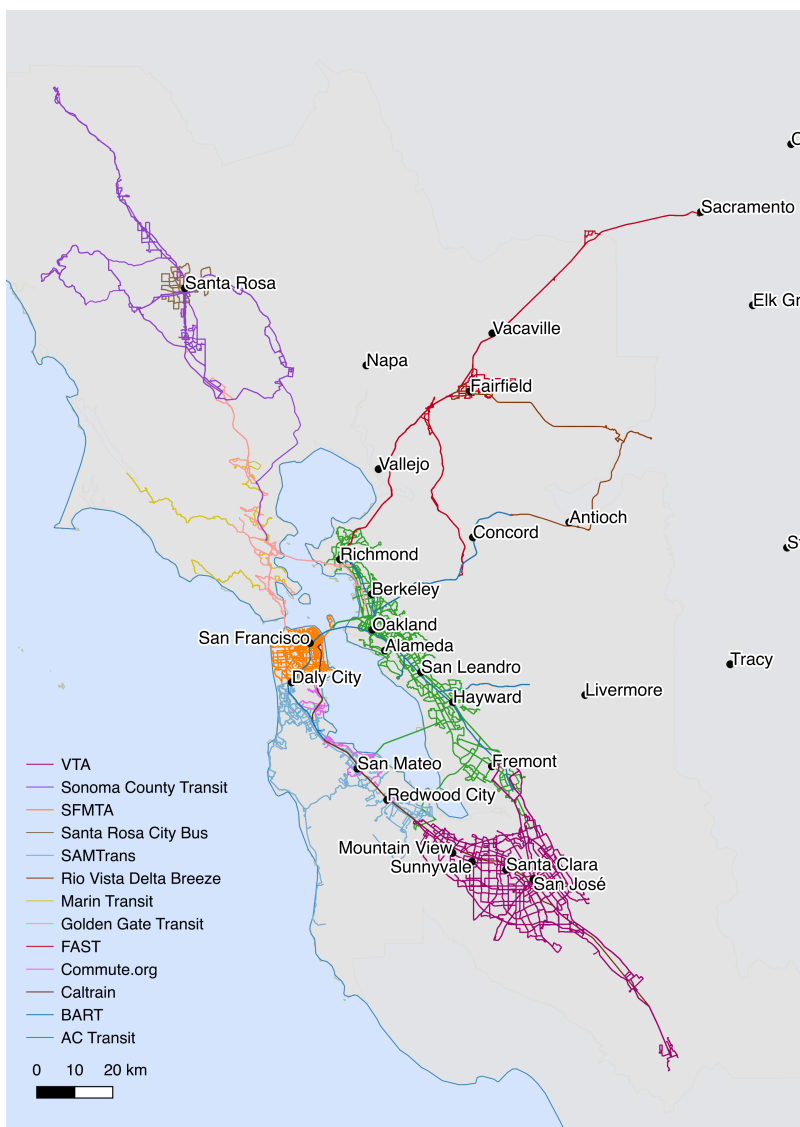 C
Sacramento
Santa Rosa
Elk Gr
Vacaville
Napa
Fairfield
Vallejo
Antioch
Concord
St
Richmond
Berkeley
Oakland
San Francisco
Alameda
San Leandro
Tracy
Daly City
Livermore
Hayward
San Mateo
Fremont
Redwood City
Mountain View
Sunnyvale
Santa Clara
San José
VTA
Sonoma County Transit
SFMTA
Santa Rosa City Bus
SAMTrans
Rio Vista Delta Breeze
Marin Transit
Golden Gate Transit
FAST
Commute.org
Caltrain
BART
AC Transit
0 10 20 km